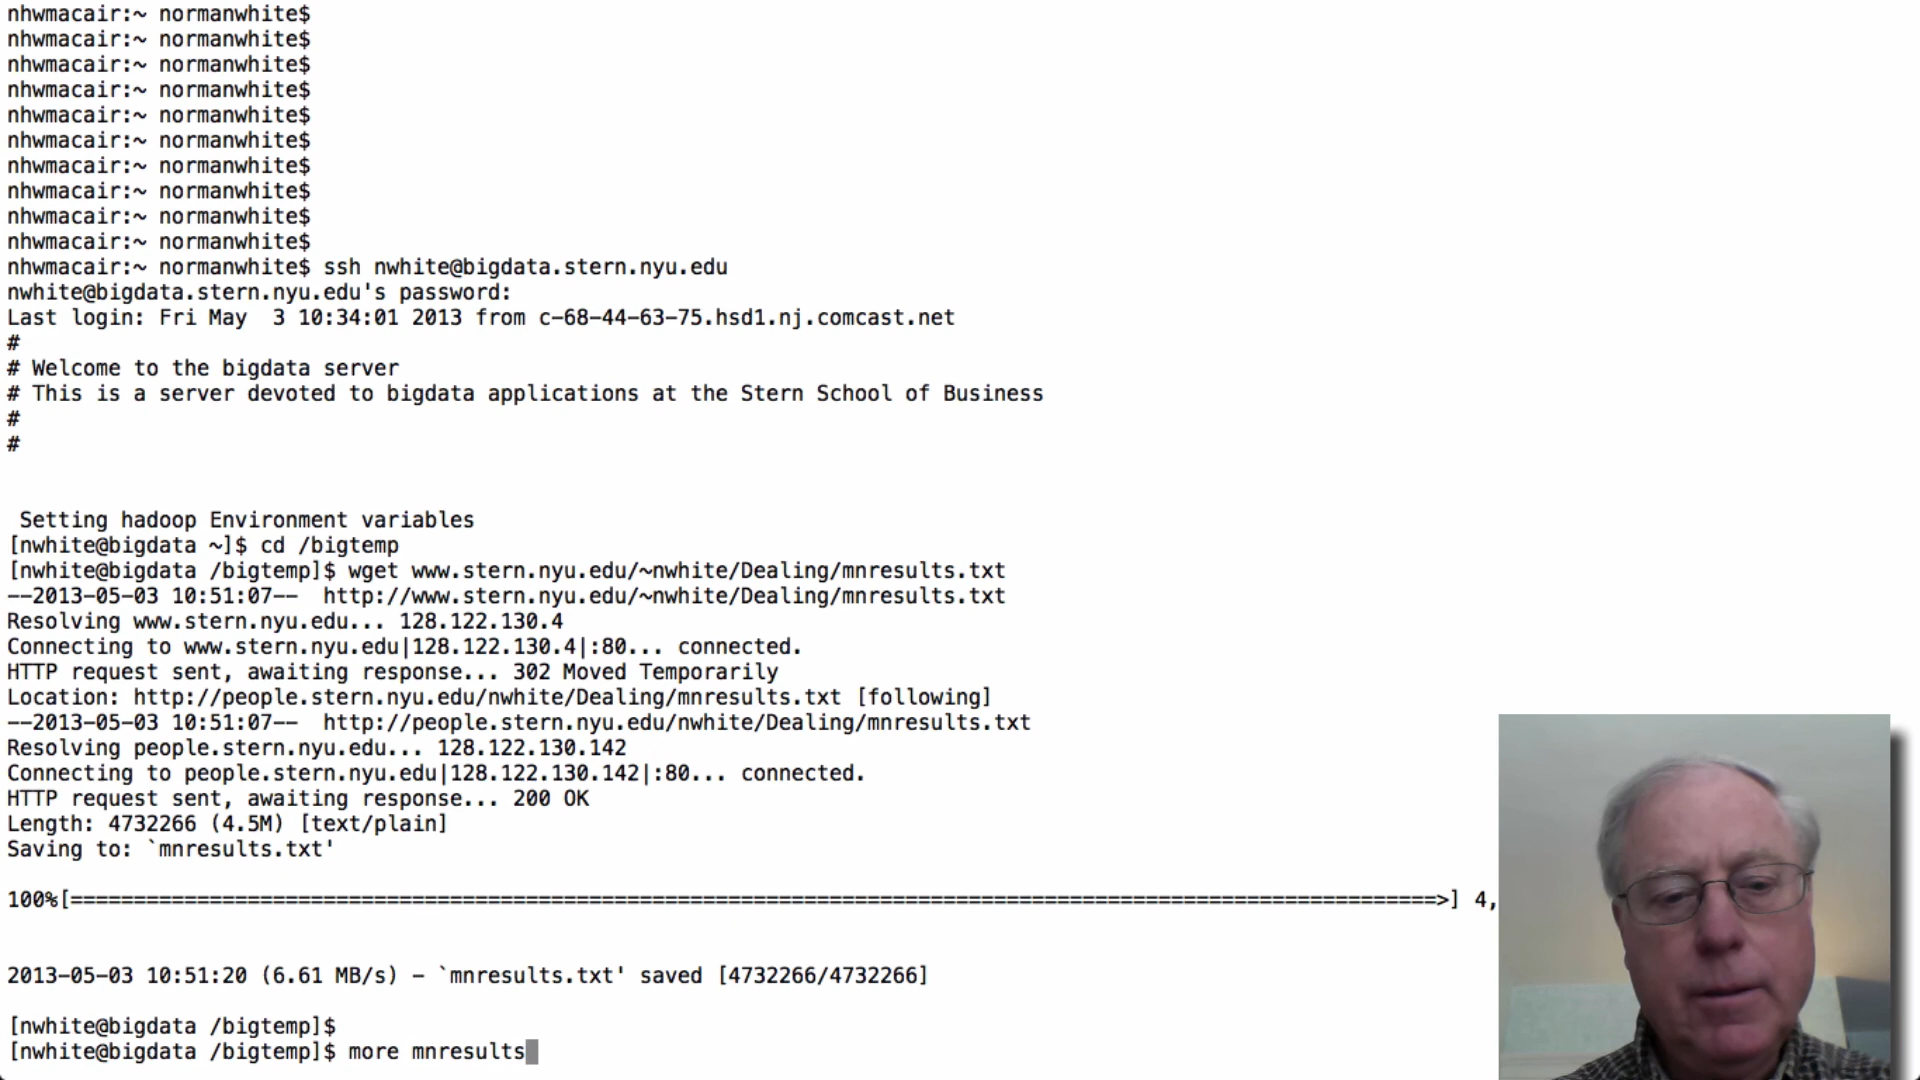 nhwmacair:~ normanwhite$
nhwmacair:~ normanwhite$
nhwmacair:~ normanwhite$
nhwmacair:~ normanwhite$
nhwmacair:~ normanwhite$
nhwmacair:~ normanwhite$
nhwmacair:~ normanwhite$
nhwmacair:~ normanwhite$
nhwmacair:~ normanwhite$
nhwmacair:~ normanwhite$
nhwmacair:~ normanwhite$ ssh nwhite@bigdata.stern.nyu.edu
nwhite@bigdata.stern.nyu.edu's password:
Last login: Fri May  3 10:34:01 2013 from c-68-44-63-75.hsd1.nj.comcast.net
#
# Welcome to the bigdata server
# This is a server devoted to bigdata applications at the Stern School of Business
#
#
 Setting hadoop Environment variables
[nwhite@bigdata ~]$ cd /bigtemp
[nwhite@bigdata /bigtemp]$ wget www.stern.nyu.edu/~nwhite/Dealing/mnresults.txt
--2013-05-03 10:51:07--  http://www.stern.nyu.edu/~nwhite/Dealing/mnresults.txt
Resolving www.stern.nyu.edu... 128.122.130.4
Connecting to www.stern.nyu.edu|128.122.130.4|:80... connected.
HTTP request sent, awaiting response... 302 Moved Temporarily
Location: http://people.stern.nyu.edu/nwhite/Dealing/mnresults.txt [following]
--2013-05-03 10:51:07--  http://people.stern.nyu.edu/nwhite/Dealing/mnresults.txt
Resolving people.stern.nyu.edu... 128.122.130.142
Connecting to people.stern.nyu.edu|128.122.130.142|:80... connected.
HTTP request sent, awaiting response... 200 OK
Length: 4732266 (4.5M) [text/plain]
Saving to: `mnresults.txt'
100%[============================================================================================================>] 4,
2013-05-03 10:51:20 (6.61 MB/s) - `mnresults.txt' saved [4732266/4732266]
[nwhite@bigdata /bigtemp]$
[nwhite@bigdata /bigtemp]$ more mnresults